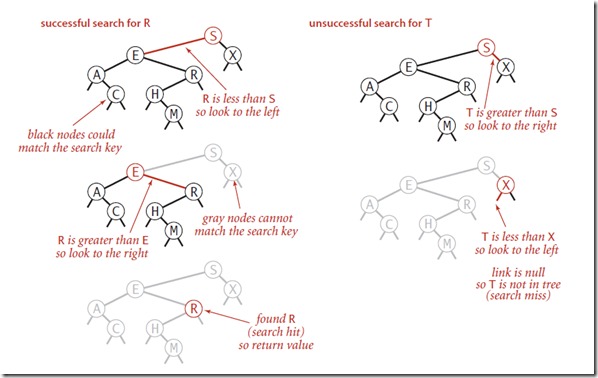 successful search for R
S
E
X
A
R
C
H
M
R is less than S
so look to the left
black nodes could
match the search key
S
E
X
A
R
C
H
M
gray nodes cannot
match the search key
R is greater than E
so look to the right
S
E
X
A
R
C
H
M
found R
(search hit)
so return value
unsuccessful search for T
S
E
X
A
R
C
H
M
T is greater than S
so look to the right
S
E
X
A
R
C
H
M
T is less than X
so look to the left
link is null
so T is not in tree
(search miss)